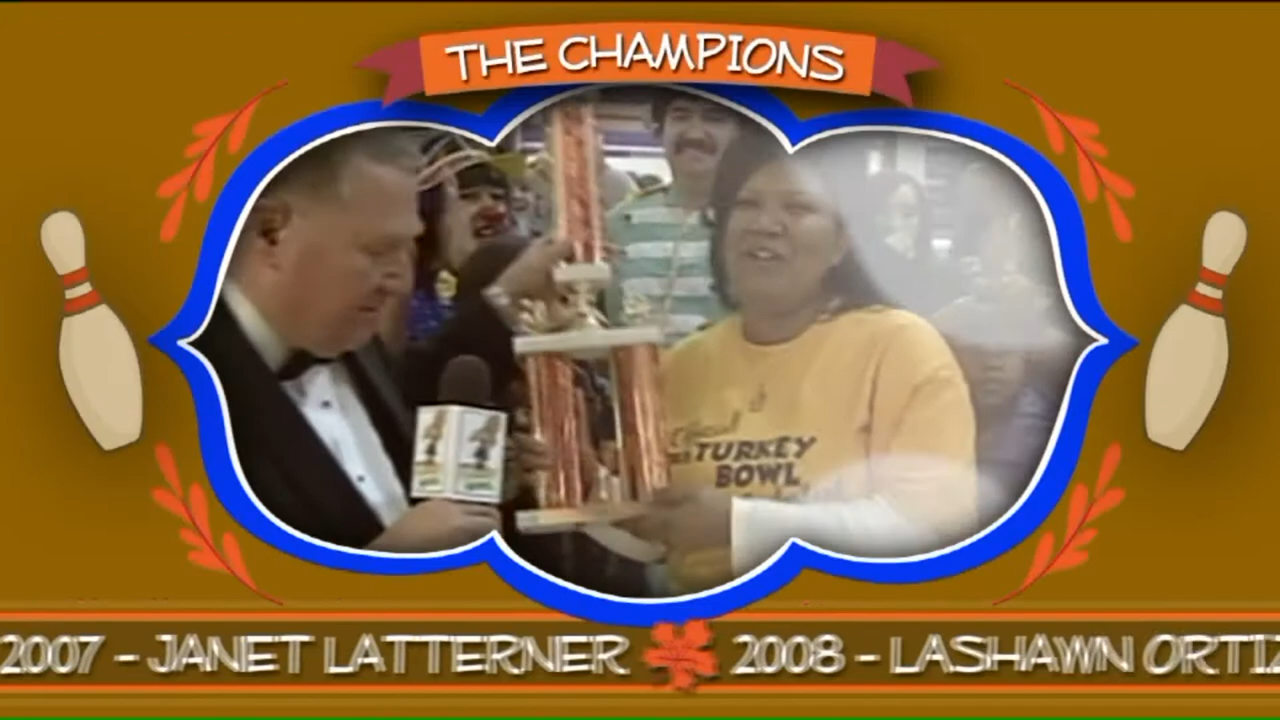 THE CHAMPIONS
TURKEY
BOWL
2007 - JANET LATTERNER
2008 - LASHAWN ORTIZ